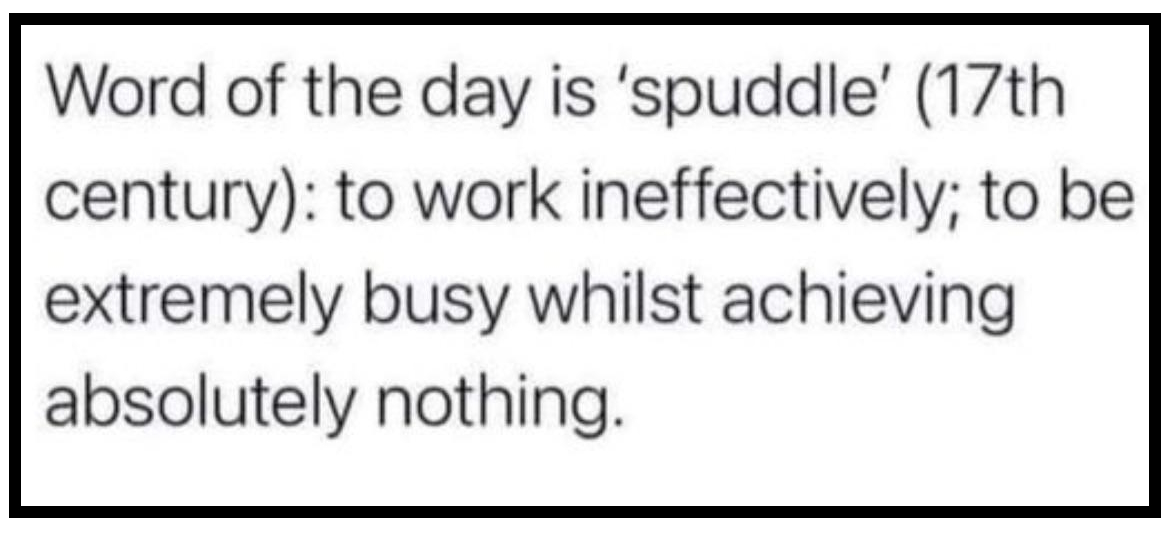 Word of the day is ‘spuddle’ (17th
century): to work ineffectively; to be
extremely busy whilst achieving
absolutely nothing.